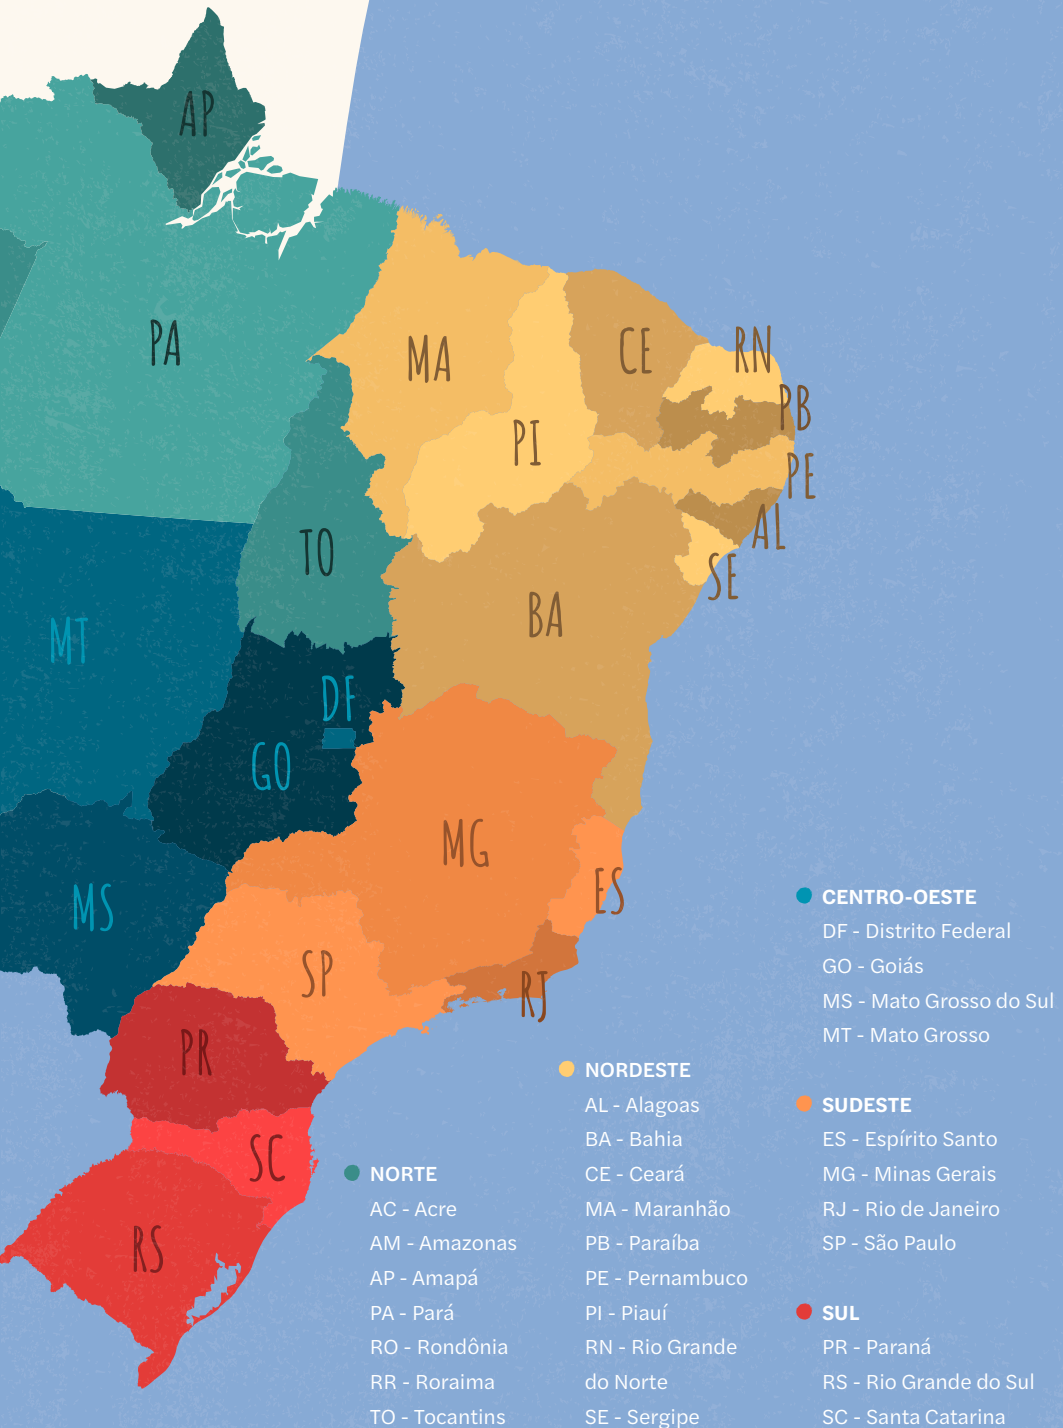 AP
PA
MA
CE
RN
PB
PI
PE
AL
TO
SE
BA
MT
DF
GO
MG
ES
MS
SP
RJ
PR
SC
RS
NORTE
AC - Acre
AM - Amazonas
AP - Amapá
PA - Pará
RO - Rondônia
RR - Roraima
TO - Tocantins
NORDESTE
AL - Alagoas
BA - Bahia
CE - Ceará
MA - Maranhão
PB - Paraíba
PE - Pernambuco
PI - Piauí
RN - Rio Grande
do Norte
SE - Sergipe
CENTRO-OESTE
DF - Distrito Federal
GO - Goiás
MS - Mato Grosso do Sul
MT - Mato Grosso
SUDESTE
ES - Espírito Santo
MG - Minas Gerais
RJ - Rio de Janeiro
SP - São Paulo
SUL
PR - Paraná
RS - Rio Grande do Sul
SC - Santa Catarina